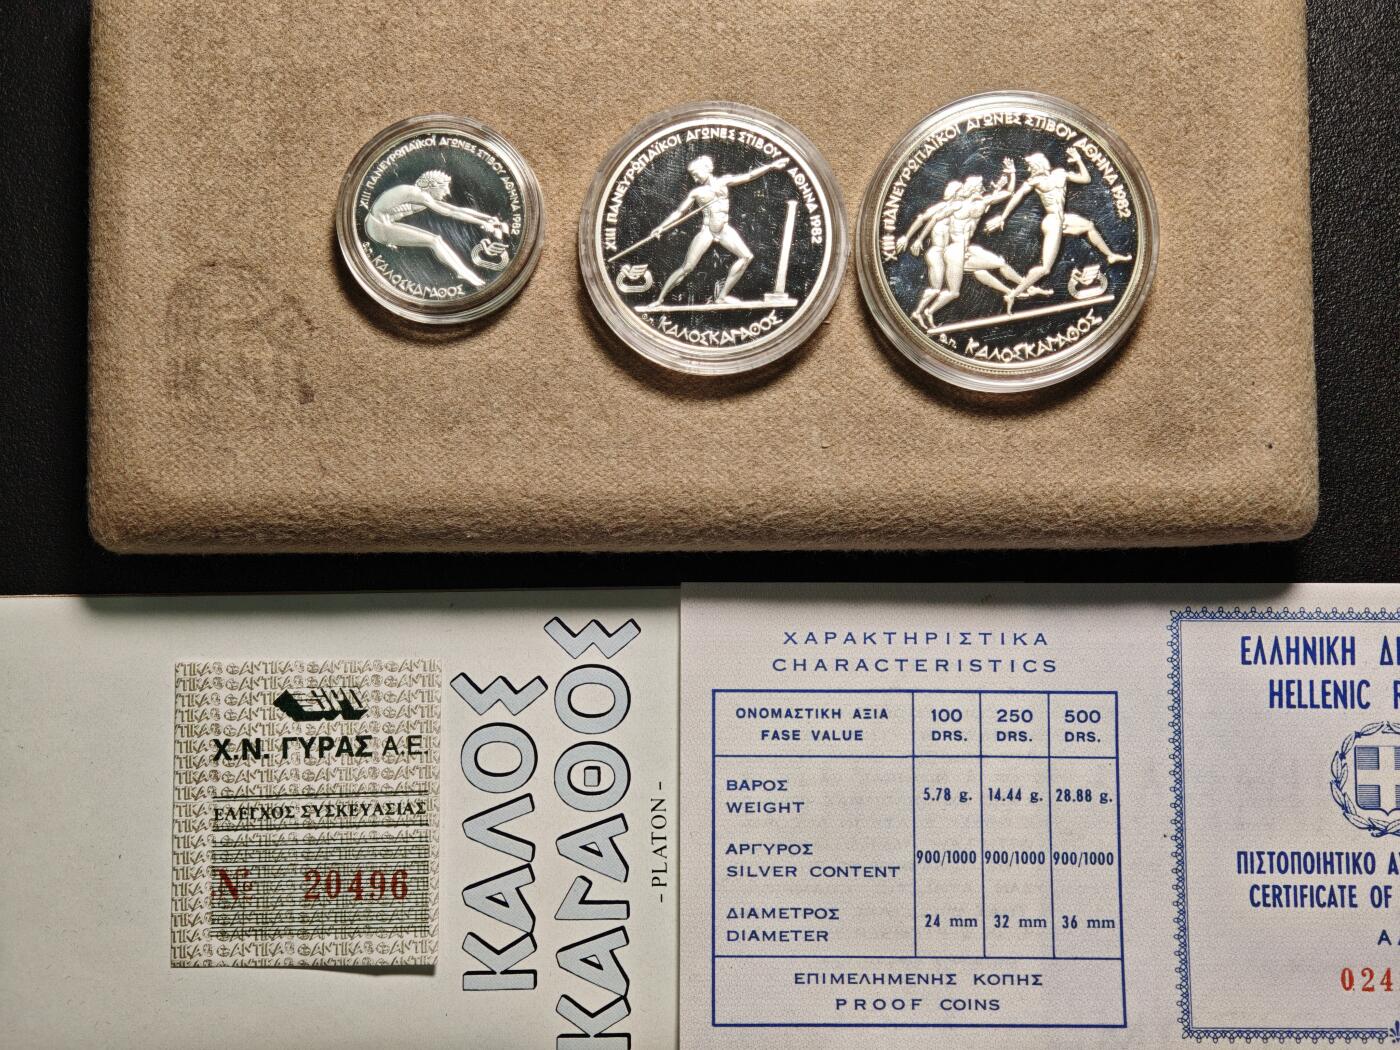 XIII ΠΑΝΕΥΡΩΠΑΪΚΟΙ ΑΓΩΝΕΣ ΣΤΙΒΟΥ ΑΘΗΝΑ 1982
ΚΑΛΟΣΚΑΓΑΘΟΣ
XIII ΠΑΝΕΥΡΩΠΑΪΚΟΙ ΑΓΩΝΕΣ ΣΤΙΒΟΥ ΑΘΗΝΑ 1982
ΚΑΛΟΣΚΑΓΑΘΟΣ
XIII ΠΑΝΕΥΡΩΠΑΪΚΟΙ ΑΓΩΝΕΣ ΣΤΙΒΟΥ ΑΘΗΝΑ 1982
ΚΑΛΟΣΚΑΓΑΘΟΣ
Χ.Ν. ΓΥΡΑΣ Α.Ε.
ΕΛΕΓΧΟΣ ΣΥΣΚΕΥΑΣΙΑΣ
№ 20496
ΚΑΛΟΣ
ΚΑΓΑΘΟΣ
-PLATON-
ΧΑΡΑΚΤΗΡΙΣΤΙΚΑ
CHARACTERISTICS
ΟΝΟΜΑΣΤΙΚΗ ΑΞΙΑ
FASE VALUE
100 DRS.
250 DRS.
500 DRS.
ΒΑΡΟΣ
WEIGHT
5.78 g. 14.44 g. 28.88 g.
ΑΡΓΥΡΟΣ
SILVER CONTENT
900/1000 900/1000 900/1000
ΔΙΑΜΕΤΡΟΣ
DIAMETER
24 mm 32 mm 36 mm
ΕΠΙΜΕΛΗΜΕΝΗΣ ΚΟΠΗΣ
PROOF COINS
ΕΛΛΗΝΙΚΗ Δ
HELLENIC
ΠΙΣΤΟΠΟΙΗΤΙΚΟ Α
CERTIFICATE OF
Α
024